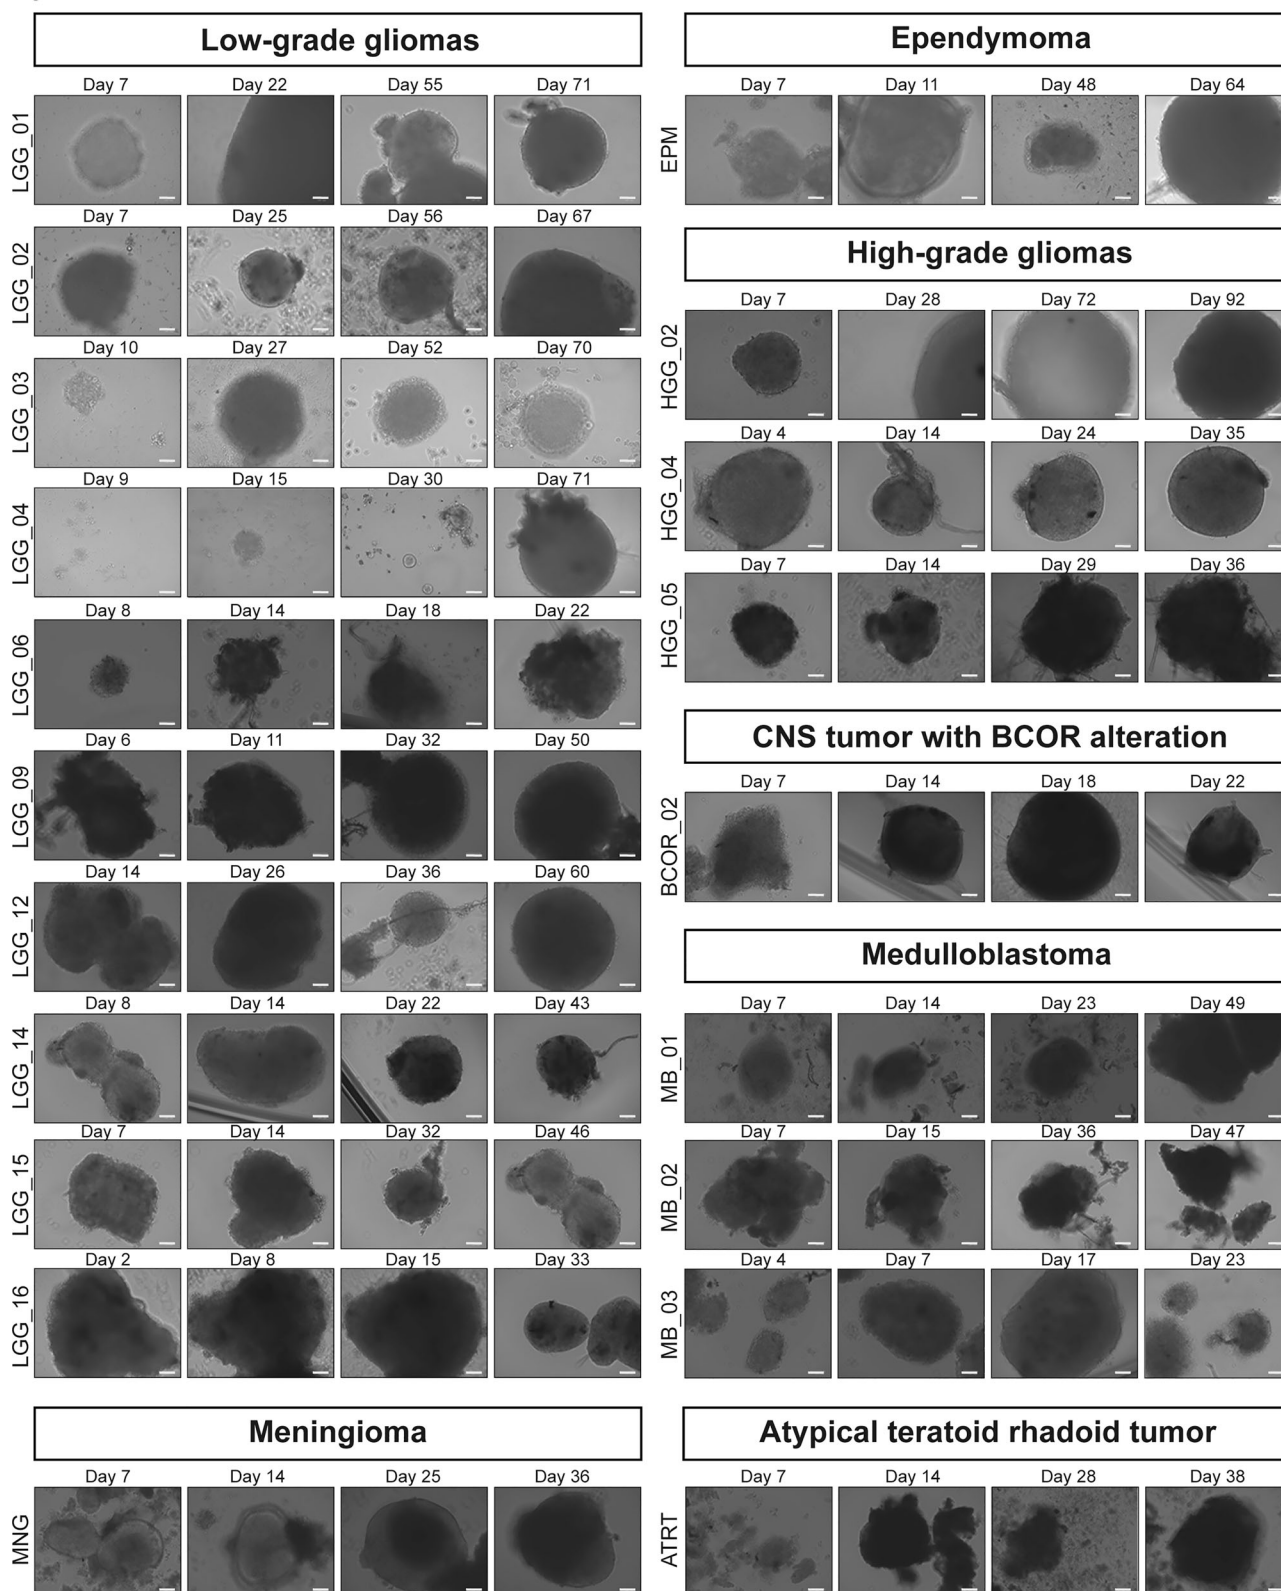 Low-grade gliomas
Day 7 Day 22 Day 55 Day 71
LGG_01
Day 7 Day 25 Day 56 Day 67
LGG_02
Day 10 Day 27 Day 52 Day 70
LGG_03
Day 9 Day 15 Day 30 Day 71
LGG_04
Day 8 Day 14 Day 18 Day 22
LGG_06
Day 6 Day 11 Day 32 Day 50
LGG_09
Day 14 Day 26 Day 36 Day 60
LGG_12
Day 8 Day 14 Day 22 Day 43
LGG_14
Day 7 Day 14 Day 32 Day 46
LGG_15
Day 2 Day 8 Day 15 Day 33
LGG_16
Meningioma
Day 7 Day 14 Day 25 Day 36
MNG
Ependymoma
Day 7 Day 11 Day 48 Day 64
EPM
High-grade gliomas
Day 7 Day 28 Day 72 Day 92
HGG_02
Day 4 Day 14 Day 24 Day 35
HGG_04
Day 7 Day 14 Day 29 Day 36
HGG_05
CNS tumor with BCOR alteration
Day 7 Day 14 Day 18 Day 22
BCOR_02
Medulloblastoma
Day 7 Day 14 Day 23 Day 49
MB_01
Day 7 Day 15 Day 36 Day 47
MB_02
Day 4 Day 7 Day 17 Day 23
MB_03
Atypical teratoid rhadoid tumor
Day 7 Day 14 Day 28 Day 38
ATRT